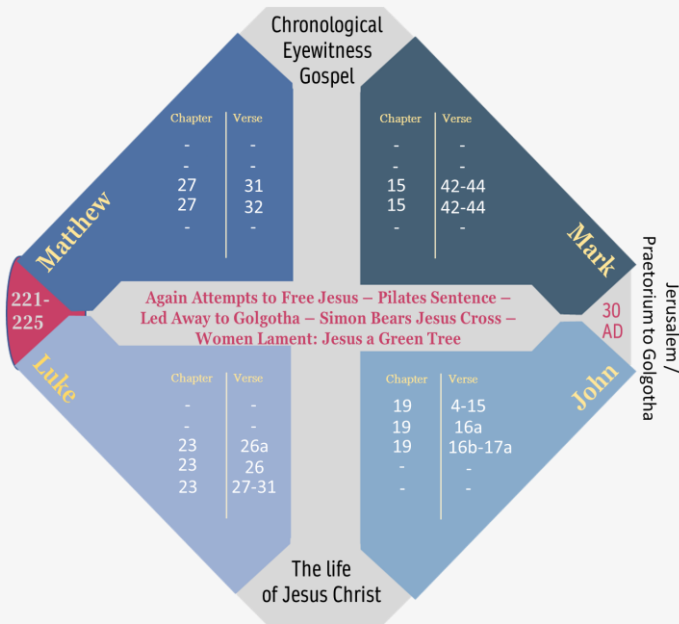 Chronological
Eyewitness
Gospel
Matthew
Chapter Verse
- -
- -
27 31
27 32
- -
Mark
Chapter Verse
- -
- -
15 42-44
15 42-44
- -
221-
225
Again Attempts to Free Jesus – Pilates Sentence –
Led Away to Golgotha – Simon Bears Jesus Cross –
Women Lament: Jesus a Green Tree
30
AD
Jerusalem /
Praetorium to Golgotha
Luke
Chapter Verse
- -
- -
23 26a
23 26
23 27-31
John
Chapter Verse
19 4-15
19 16a
19 16b-17a
- -
- -
The life
of Jesus Christ